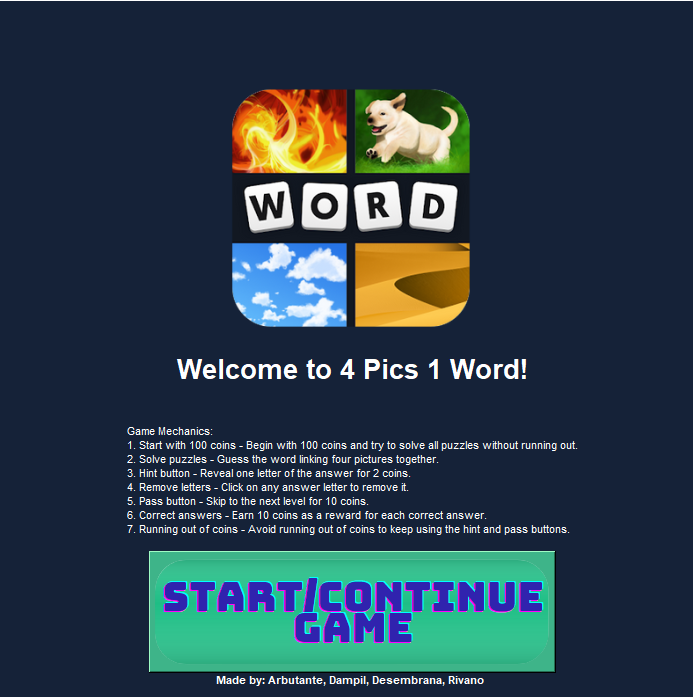 WORD
Welcome to 4 Pics 1 Word!
Game Mechanics:
1. Start with 100 coins - Begin with 100 coins and try to solve all puzzles without running out.
2. Solve puzzles - Guess the word linking four pictures together.
3. Hint button - Reveal one letter of the answer for 2 coins.
4. Remove letters - Click on any answer letter to remove it.
5. Pass button - Skip to the next level for 10 coins.
6. Correct answers - Earn 10 coins as a reward for each correct answer.
7. Running out of coins - Avoid running out of coins to keep using the hint and pass buttons.
START/CONTINUE
GAME
Made by: Arbutante, Dampil, Desembrana, Rivano